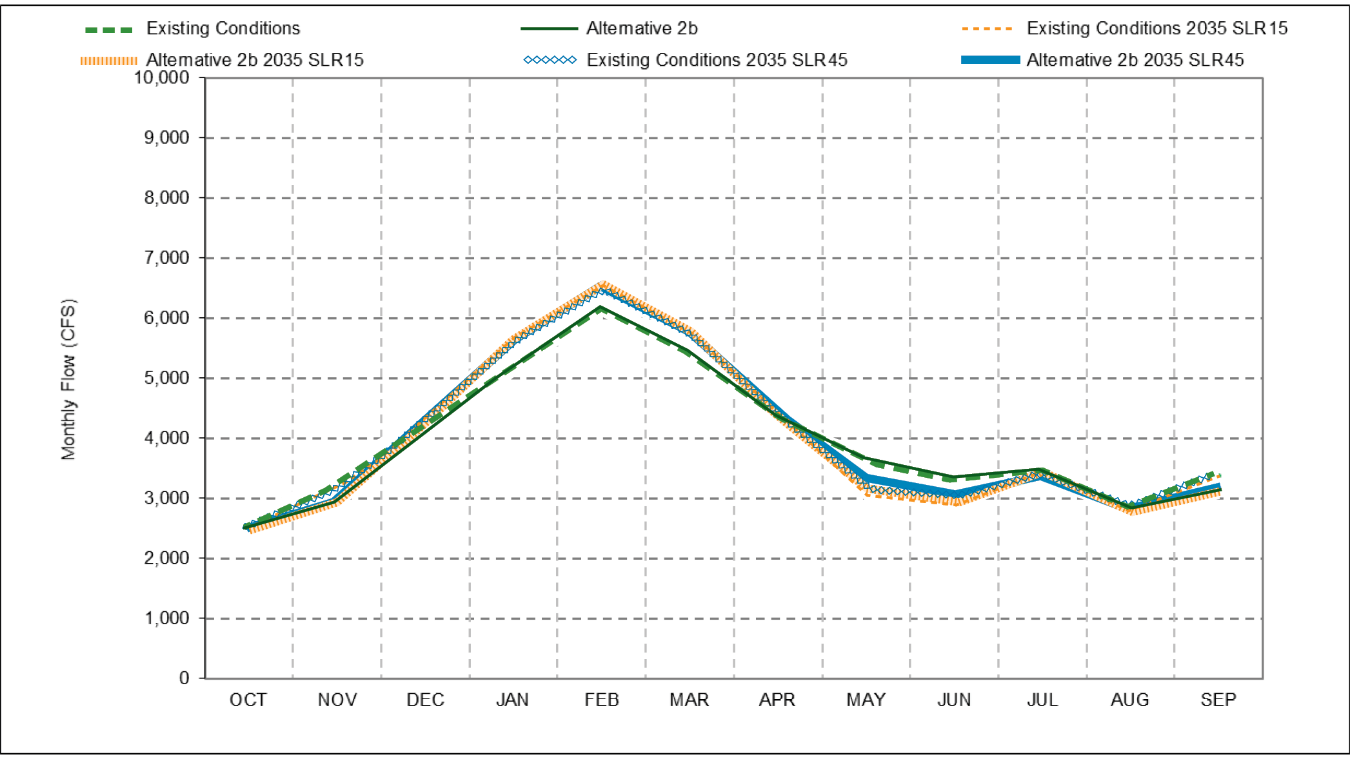 Existing Conditions
Alternative 2b
Existing Conditions 2035 SLR15
Alternative 2b 2035 SLR15
Existing Conditions 2035 SLR45
Alternative 2b 2035 SLR45
10,000
9,000
8,000
7,000
6,000
5,000
4,000
3,000
2,000
1,000
0
Monthly Flow (CFS)
OCT NOV DEC JAN FEB MAR APR MAY JUN JUL AUG SEP